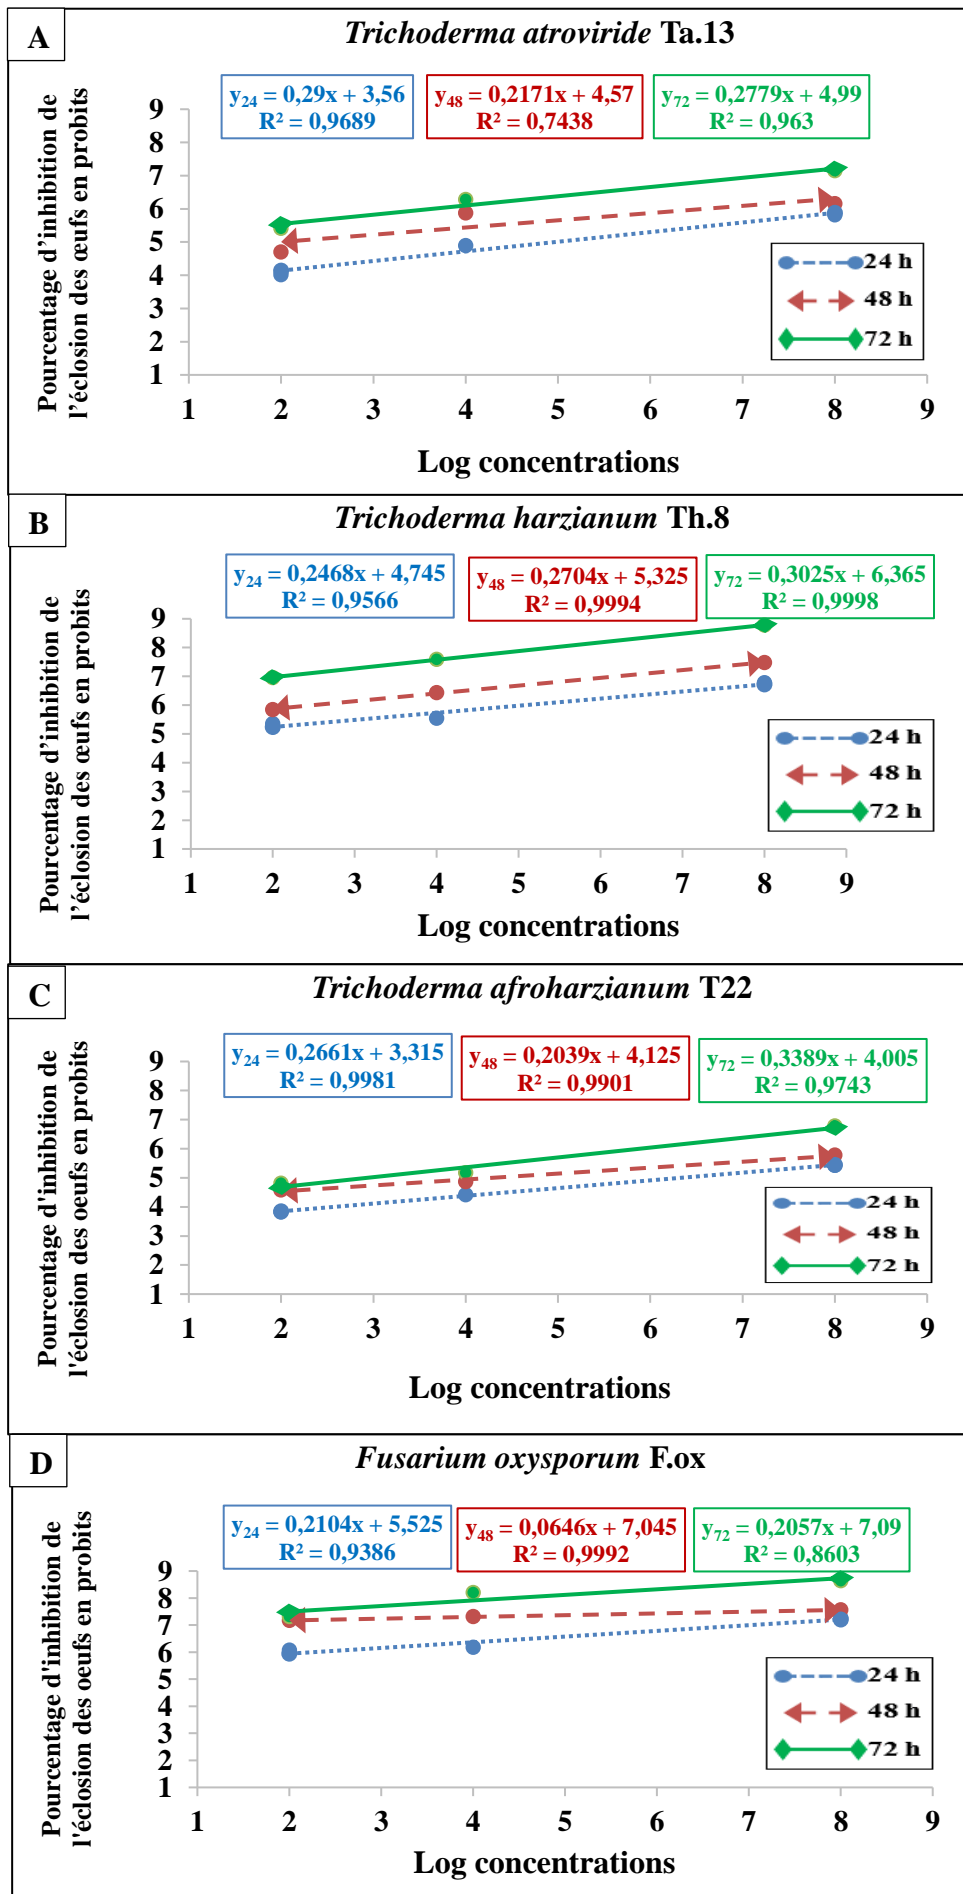 A
Trichoderma atroviride Ta.13
y24 = 0,29x + 3,56
R² = 0,9689
y48 = 0,2171x + 4,57
R² = 0,7438
y72 = 0,2779x + 4,99
R² = 0,963
Pourcentage d’inhibition de
l’éclosion des œufs en probits
9
8
7
6
5
4
3
2
1
24 h
48 h
72 h
1 2 3 4 5 6 7 8 9
Log concentrations
B
Trichoderma harzianum Th.8
y24 = 0,2468x + 4,745
R² = 0,9566
y48 = 0,2704x + 5,325
R² = 0,9994
y72 = 0,3025x + 6,365
R² = 0,9998
Pourcentage d’inhibition de
l’éclosion des œufs en probits
9
8
7
6
5
4
3
2
1
24 h
48 h
72 h
1 2 3 4 5 6 7 8 9
Log concentrations
C
Trichoderma afroharzianum T22
y24 = 0,2661x + 3,315
R² = 0,9981
y48 = 0,2039x + 4,125
R² = 0,9901
y72 = 0,3389x + 4,005
R² = 0,9743
Pourcentage d'inhibition de
l'éclosion des oeufs en probits
9
8
7
6
5
4
3
2
1
24 h
48 h
72 h
1 2 3 4 5 6 7 8 9
Log concentrations
D
Fusarium oxysporum F.ox
y24 = 0,2104x + 5,525
R² = 0,9386
y48 = 0,0646x + 7,045
R² = 0,9992
y72 = 0,2057x + 7,09
R² = 0,8603
Pourcentage d'inhibition de
l'éclosion des oeufs en probits
9
8
7
6
5
4
3
2
1
24 h
48 h
72 h
1 2 3 4 5 6 7 8 9
Log concentrations